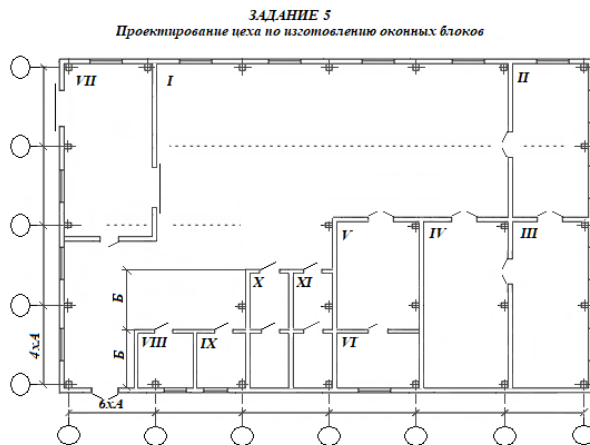 ЗАДАНИЕ 5
Проектирование цеха по изготовлению оконных блоков
VII
I
II
V
IV
III
X
XI
Б
4хА
Б
VIII
IX
VI
6хА